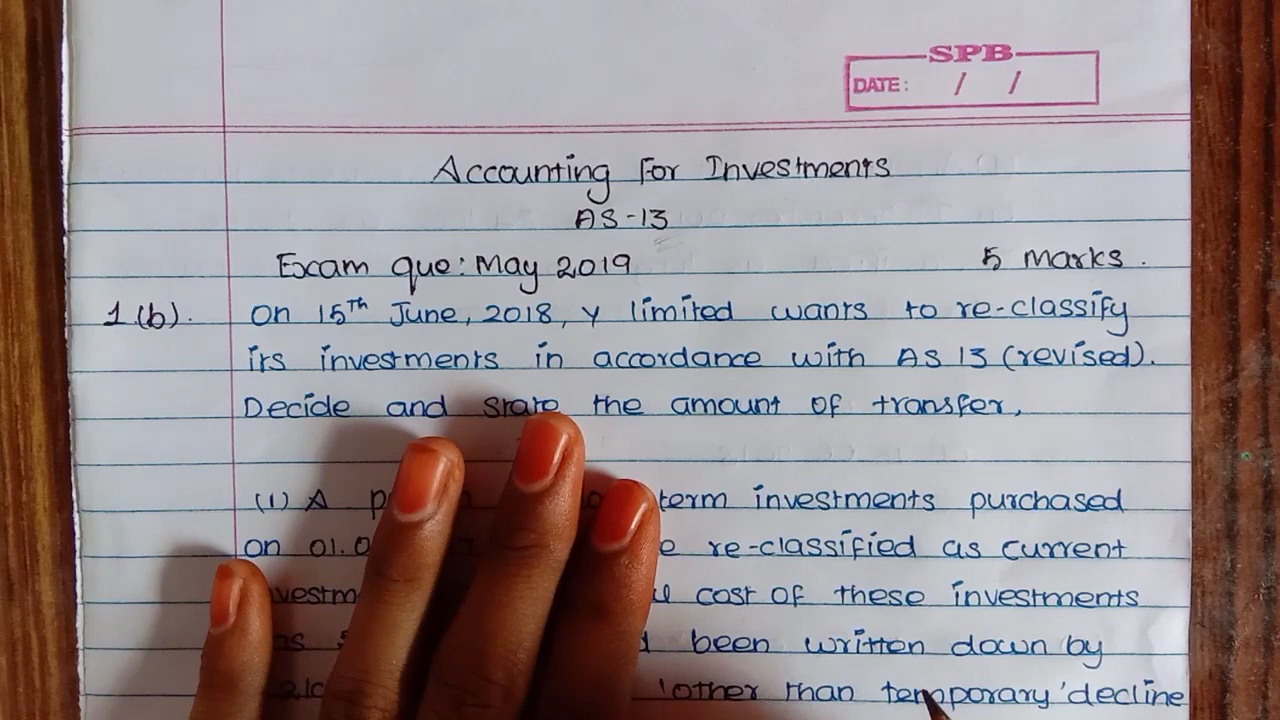 SPB
DATE: / /
Accounting For Investments
AS-13
Exam que: May 2019 5 Marks.
1(b). On 15th June, 2018, Y limited wants to re-classify
its investments in accordance with AS 13 (revised).
Decide and state the amount of transfer,
(1) A term investments purchased
on 01.0 re-classified as current
cost of these investments
been written down by
'other than temporary' decline